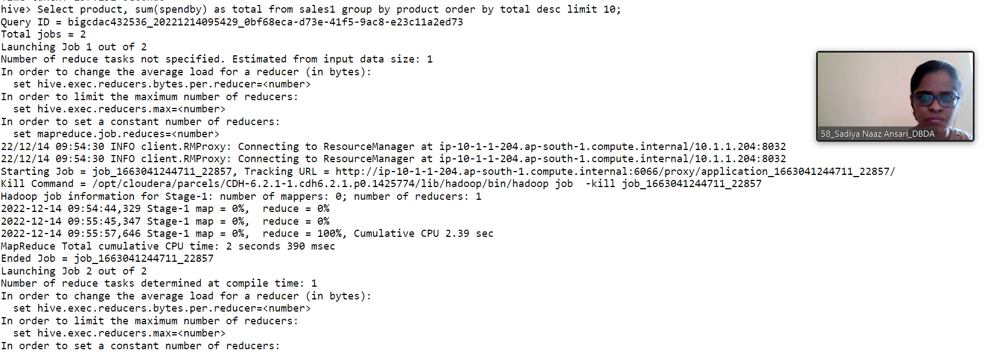 hive> Select product, sum(spendby) as total from sales1 group by product order by total desc limit 10;
Query ID = bigcdac432536_20221214095429_0bf68eca-d73e-41f5-9ac8-e23c11a2ed73
Total jobs = 2
Launching Job 1 out of 2
Number of reduce tasks not specified. Estimated from input data size: 1
In order to change the average load for a reducer (in bytes):
  set hive.exec.reducers.bytes.per.reducer=<number>
In order to limit the maximum number of reducers:
  set hive.exec.reducers.max=<number>
In order to set a constant number of reducers:
  set mapreduce.job.reduces=<number>
58_Sadiya Naaz Ansari_DBDA
22/12/14 09:54:30 INFO client.RMProxy: Connecting to ResourceManager at ip-10-1-1-204.ap-south-1.compute.internal/10.1.1.204:8032
22/12/14 09:54:30 INFO client.RMProxy: Connecting to ResourceManager at ip-10-1-1-204.ap-south-1.compute.internal/10.1.1.204:8032
Starting Job = job_1663041244711_22857, Tracking URL = http://ip-10-1-1-204.ap-south-1.compute.internal:6066/proxy/application_1663041244711_22857/
Kill Command = /opt/cloudera/parcels/CDH-6.2.1-1.cdh6.2.1.p0.1425774/lib/hadoop/bin/hadoop job  -kill job_1663041244711_22857
Hadoop job information for Stage-1: number of mappers: 0; number of reducers: 1
2022-12-14 09:54:44,329 Stage-1 map = 0%,  reduce = 0%
2022-12-14 09:55:45,347 Stage-1 map = 0%,  reduce = 0%
2022-12-14 09:55:57,646 Stage-1 map = 0%,  reduce = 100%, Cumulative CPU 2.39 sec
MapReduce Total cumulative CPU time: 2 seconds 390 msec
Ended Job = job_1663041244711_22857
Launching Job 2 out of 2
Number of reduce tasks determined at compile time: 1
In order to change the average load for a reducer (in bytes):
  set hive.exec.reducers.bytes.per.reducer=<number>
In order to limit the maximum number of reducers:
  set hive.exec.reducers.max=<number>
In order to set a constant number of reducers: